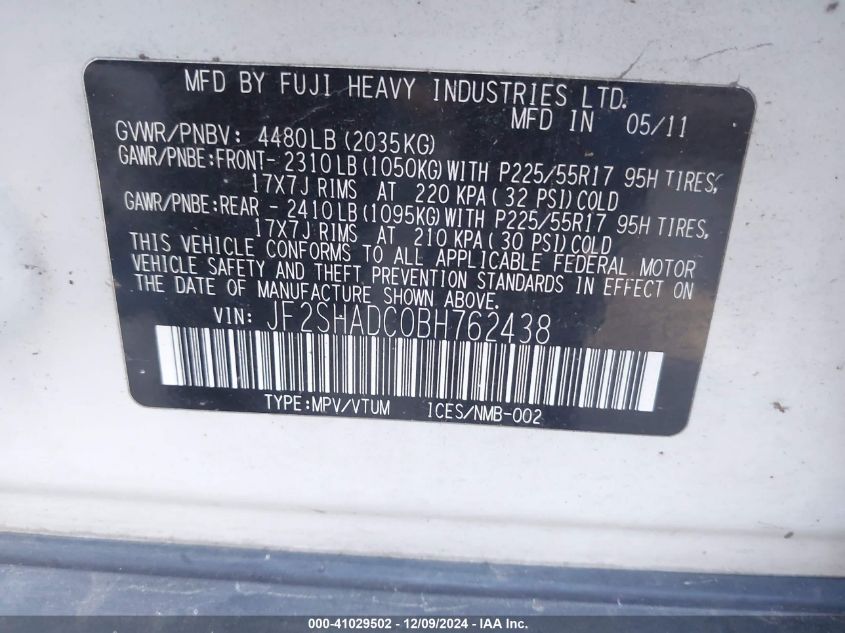 MFD BY FUJI HEAVY INDUSTRIES LTD.
MFD IN 05/11
GVWR/PNBV: 4480LB(2035KG)
GAWR/PNBE:FRONT- 2310LB(1050KG)WITH P225/55R17 95H TIRES,
17X7J RIMS AT 220 KPA(32 PSI)COLD
GAWR/PNBE:REAR - 2410LB(1095KG)WITH P225/55R17 95H TIRES,
17X7J RIMS AT 210 KPA(30 PSI)COLD
THIS VEHICLE CONFORMS TO ALL APPLICABLE FEDERAL MOTOR
VEHICLE SAFETY AND THEFT PREVENTION STANDARDS IN EFFECT ON
THE DATE OF MANUFACTURE SHOWN ABOVE.
VIN: JF2SHADC0BH762438
TYPE:MPV/VTUM 1CES/NMB-002
000-41029502 - 12/09/2024 - IAA Inc.